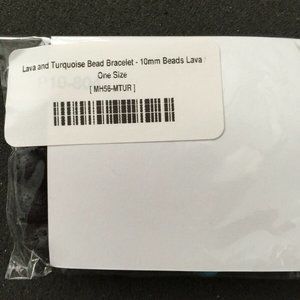 Lava and Turquoise Bead Bracelet - 10mm Beads Lava
One Size
[ MH56-MTUR ]